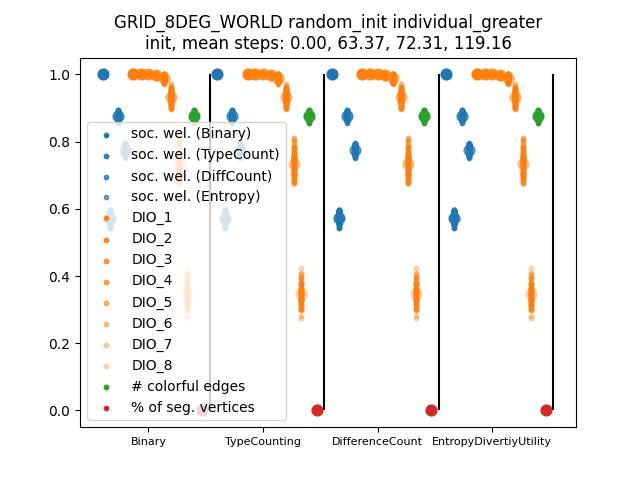 GRID_8DEG_WORLD random_init individual_greater
init, mean steps: 0.00, 63.37, 72.31, 119.16
1.0
0.8
0.6
0.4
0.2
0.0
soc. wel. (Binary)
soc. wel. (TypeCount)
soc. wel. (DiffCount)
soc. wel. (Entropy)
DIO_1
DIO_2
DIO_3
DIO_4
DIO_5
DIO_6
DIO_7
DIO_8
# colorful edges
% of seg. vertices
Binary
TypeCounting
DifferenceCount
EntropyDivertiyUtility